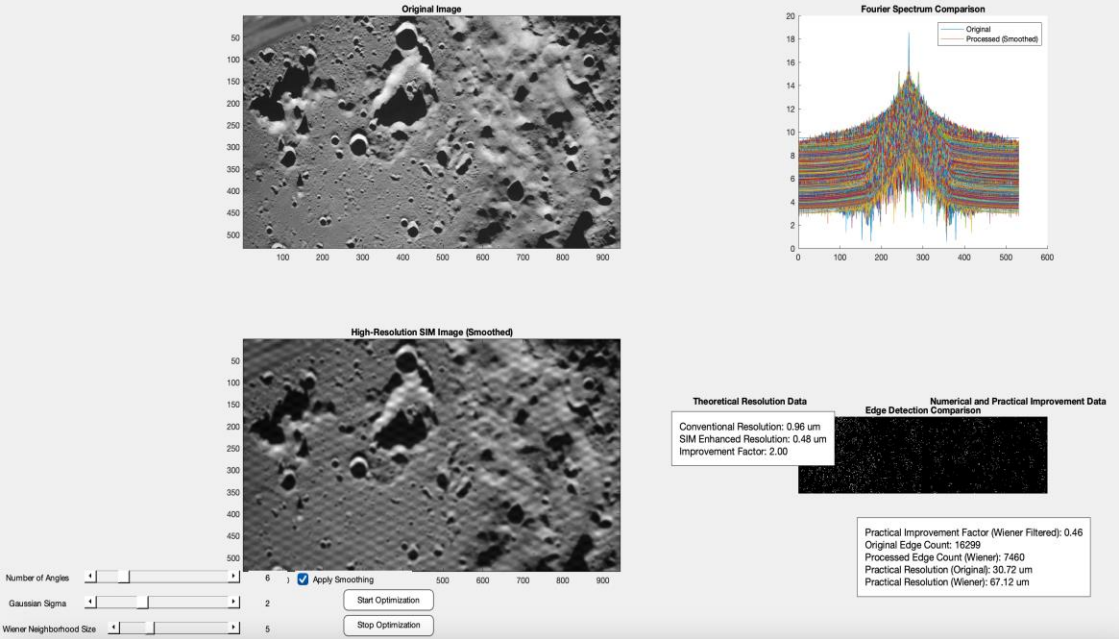 Original Image
50
100
150
200
250
300
350
400
450
500
100 200 300 400 500 600 700 800 900
Fourier Spectrum Comparison
Original
Processed (Smoothed)
20
18
16
14
12
10
8
6
4
2
0
0 100 200 300 400 500 600
High-Resolution SIM Image (Smoothed)
50
100
150
200
250
300
350
400
450
500
500 600 700 800 900
Theoretical Resolution Data
Conventional Resolution: 0.96 um
SIM Enhanced Resolution: 0.48 um
Improvement Factor: 2.00
Numerical and Practical Improvement Data
Edge Detection Comparison
Practical Improvement Factor (Wiener Filtered): 0.46
Original Edge Count: 16299
Processed Edge Count (Wiener): 7460
Practical Resolution (Original): 30.72 um
Practical Resolution (Wiener): 67.12 um
Number of Angles 6
Apply Smoothing
Gaussian Sigma 2
Start Optimization
Wiener Neighborhood Size 5
Stop Optimization